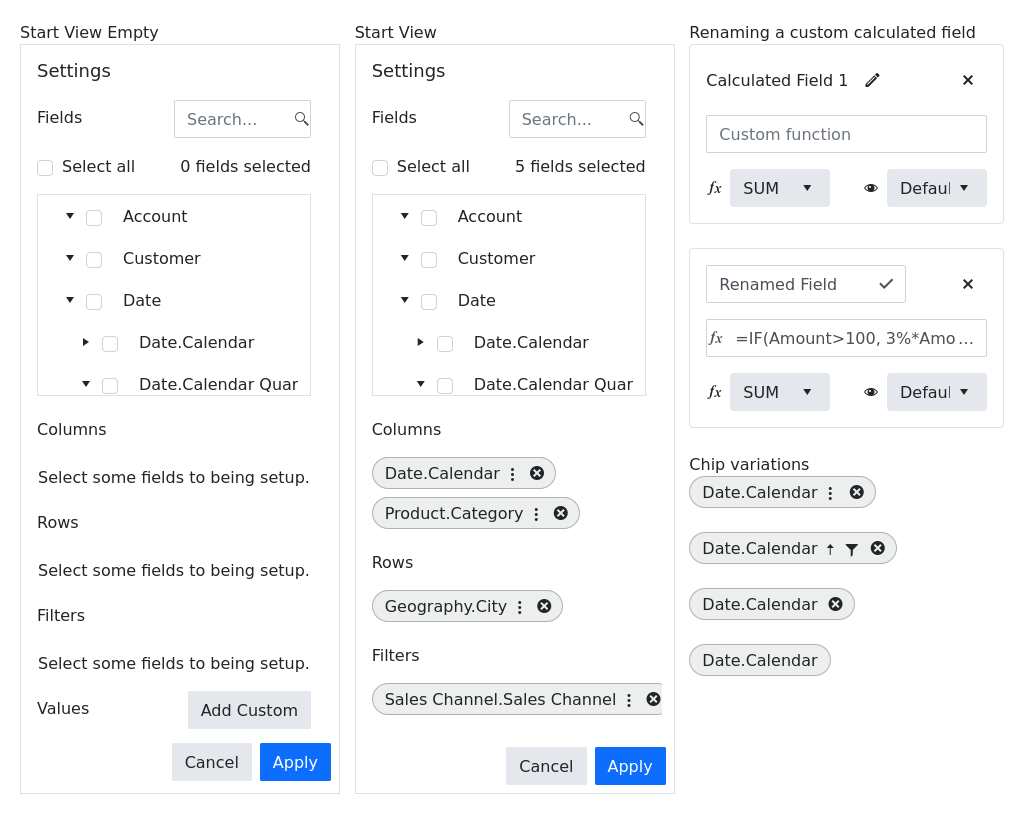 Start View Empty
Settings
Fields
Search...
Select all
0 fields selected
Account
Customer
Date
Date.Calendar
Date.Calendar Quar
Columns
Select some fields to being setup.
Rows
Select some fields to being setup.
Filters
Select some fields to being setup.
Values
Add Custom
Cancel
Apply
Start View
Settings
Fields
Search...
Select all
5 fields selected
Account
Customer
Date
Date.Calendar
Date.Calendar Quar
Columns
Date.Calendar
Product.Category
Rows
Geography.City
Filters
Sales Channel.Sales Channel
Cancel
Apply
Renaming a custom calculated field
Calculated Field 1
Custom function
fx
SUM
Defaul
Renamed Field
fx =IF(Amount>100, 3%*Amo...
fx
SUM
Defaul
Chip variations
Date.Calendar
Date.Calendar
Date.Calendar
Date.Calendar